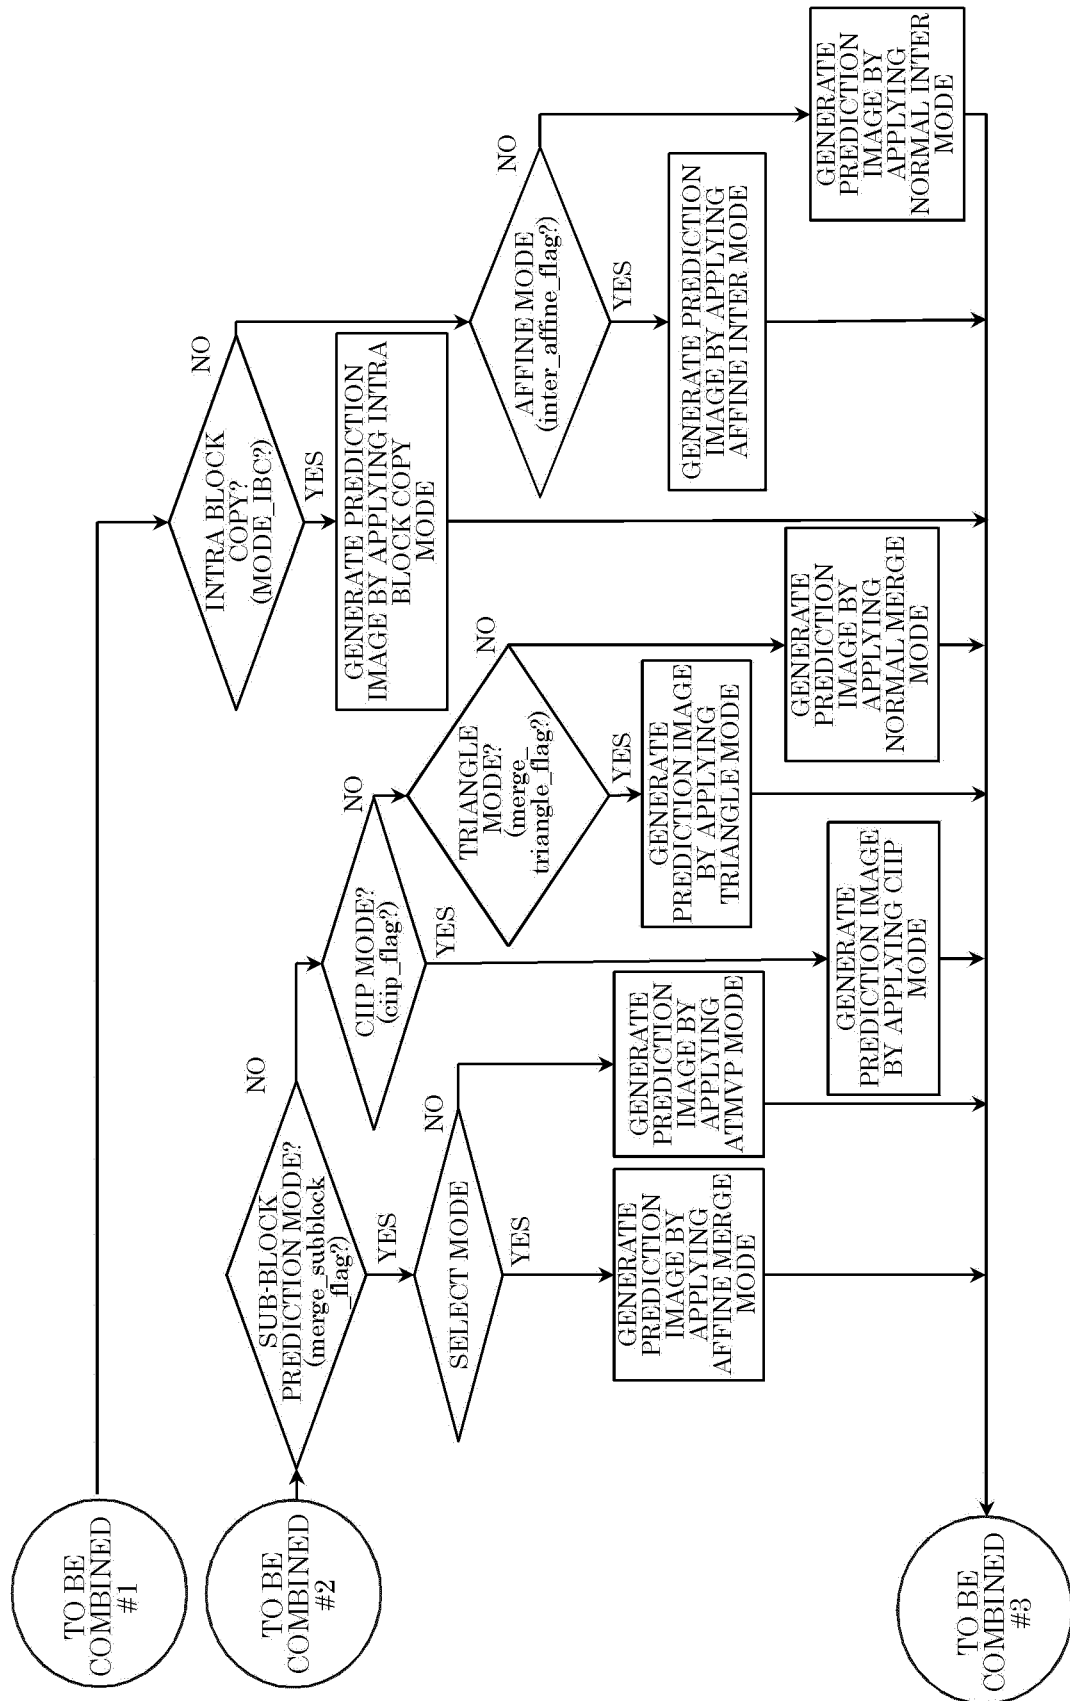 TO BE
COMBINED
#1
TO BE
COMBINED
#2
INTRA BLOCK
COPY?
(MODE_IBC?)
NO
YES
GENERATE PREDICTION
IMAGE BY APPLYING INTRA
BLOCK COPY
MODE
AFFINE MODE
(inter_affine_flag?)
NO
YES
GENERATE PREDICTION
IMAGE BY APPLYING
AFFINE INTER MODE
GENERATE
PREDICTION
IMAGE BY
APPLYING
NORMAL INTER
MODE
SUB-BLOCK
PREDICTION MODE?
(merge_subblock
_flag?)
NO
YES
SELECT MODE
NO
YES
GENERATE
PREDICTION
IMAGE BY
APPLYING
AFFINE MERGE
MODE
GENERATE
PREDICTION
IMAGE BY
APPLYING
ATMVP MODE
CIIP MODE?
(ciip_flag?)
NO
YES
GENERATE
PREDICTION IMAGE
BY APPLYING CIIP
MODE
TRIANGLE
MODE?
(merge_
triangle_flag?)
NO
YES
GENERATE
PREDICTION IMAGE
BY APPLYING
TRIANGLE MODE
GENERATE
PREDICTION
IMAGE BY
APPLYING
NORMAL MERGE
MODE
TO BE
COMBINED
#3